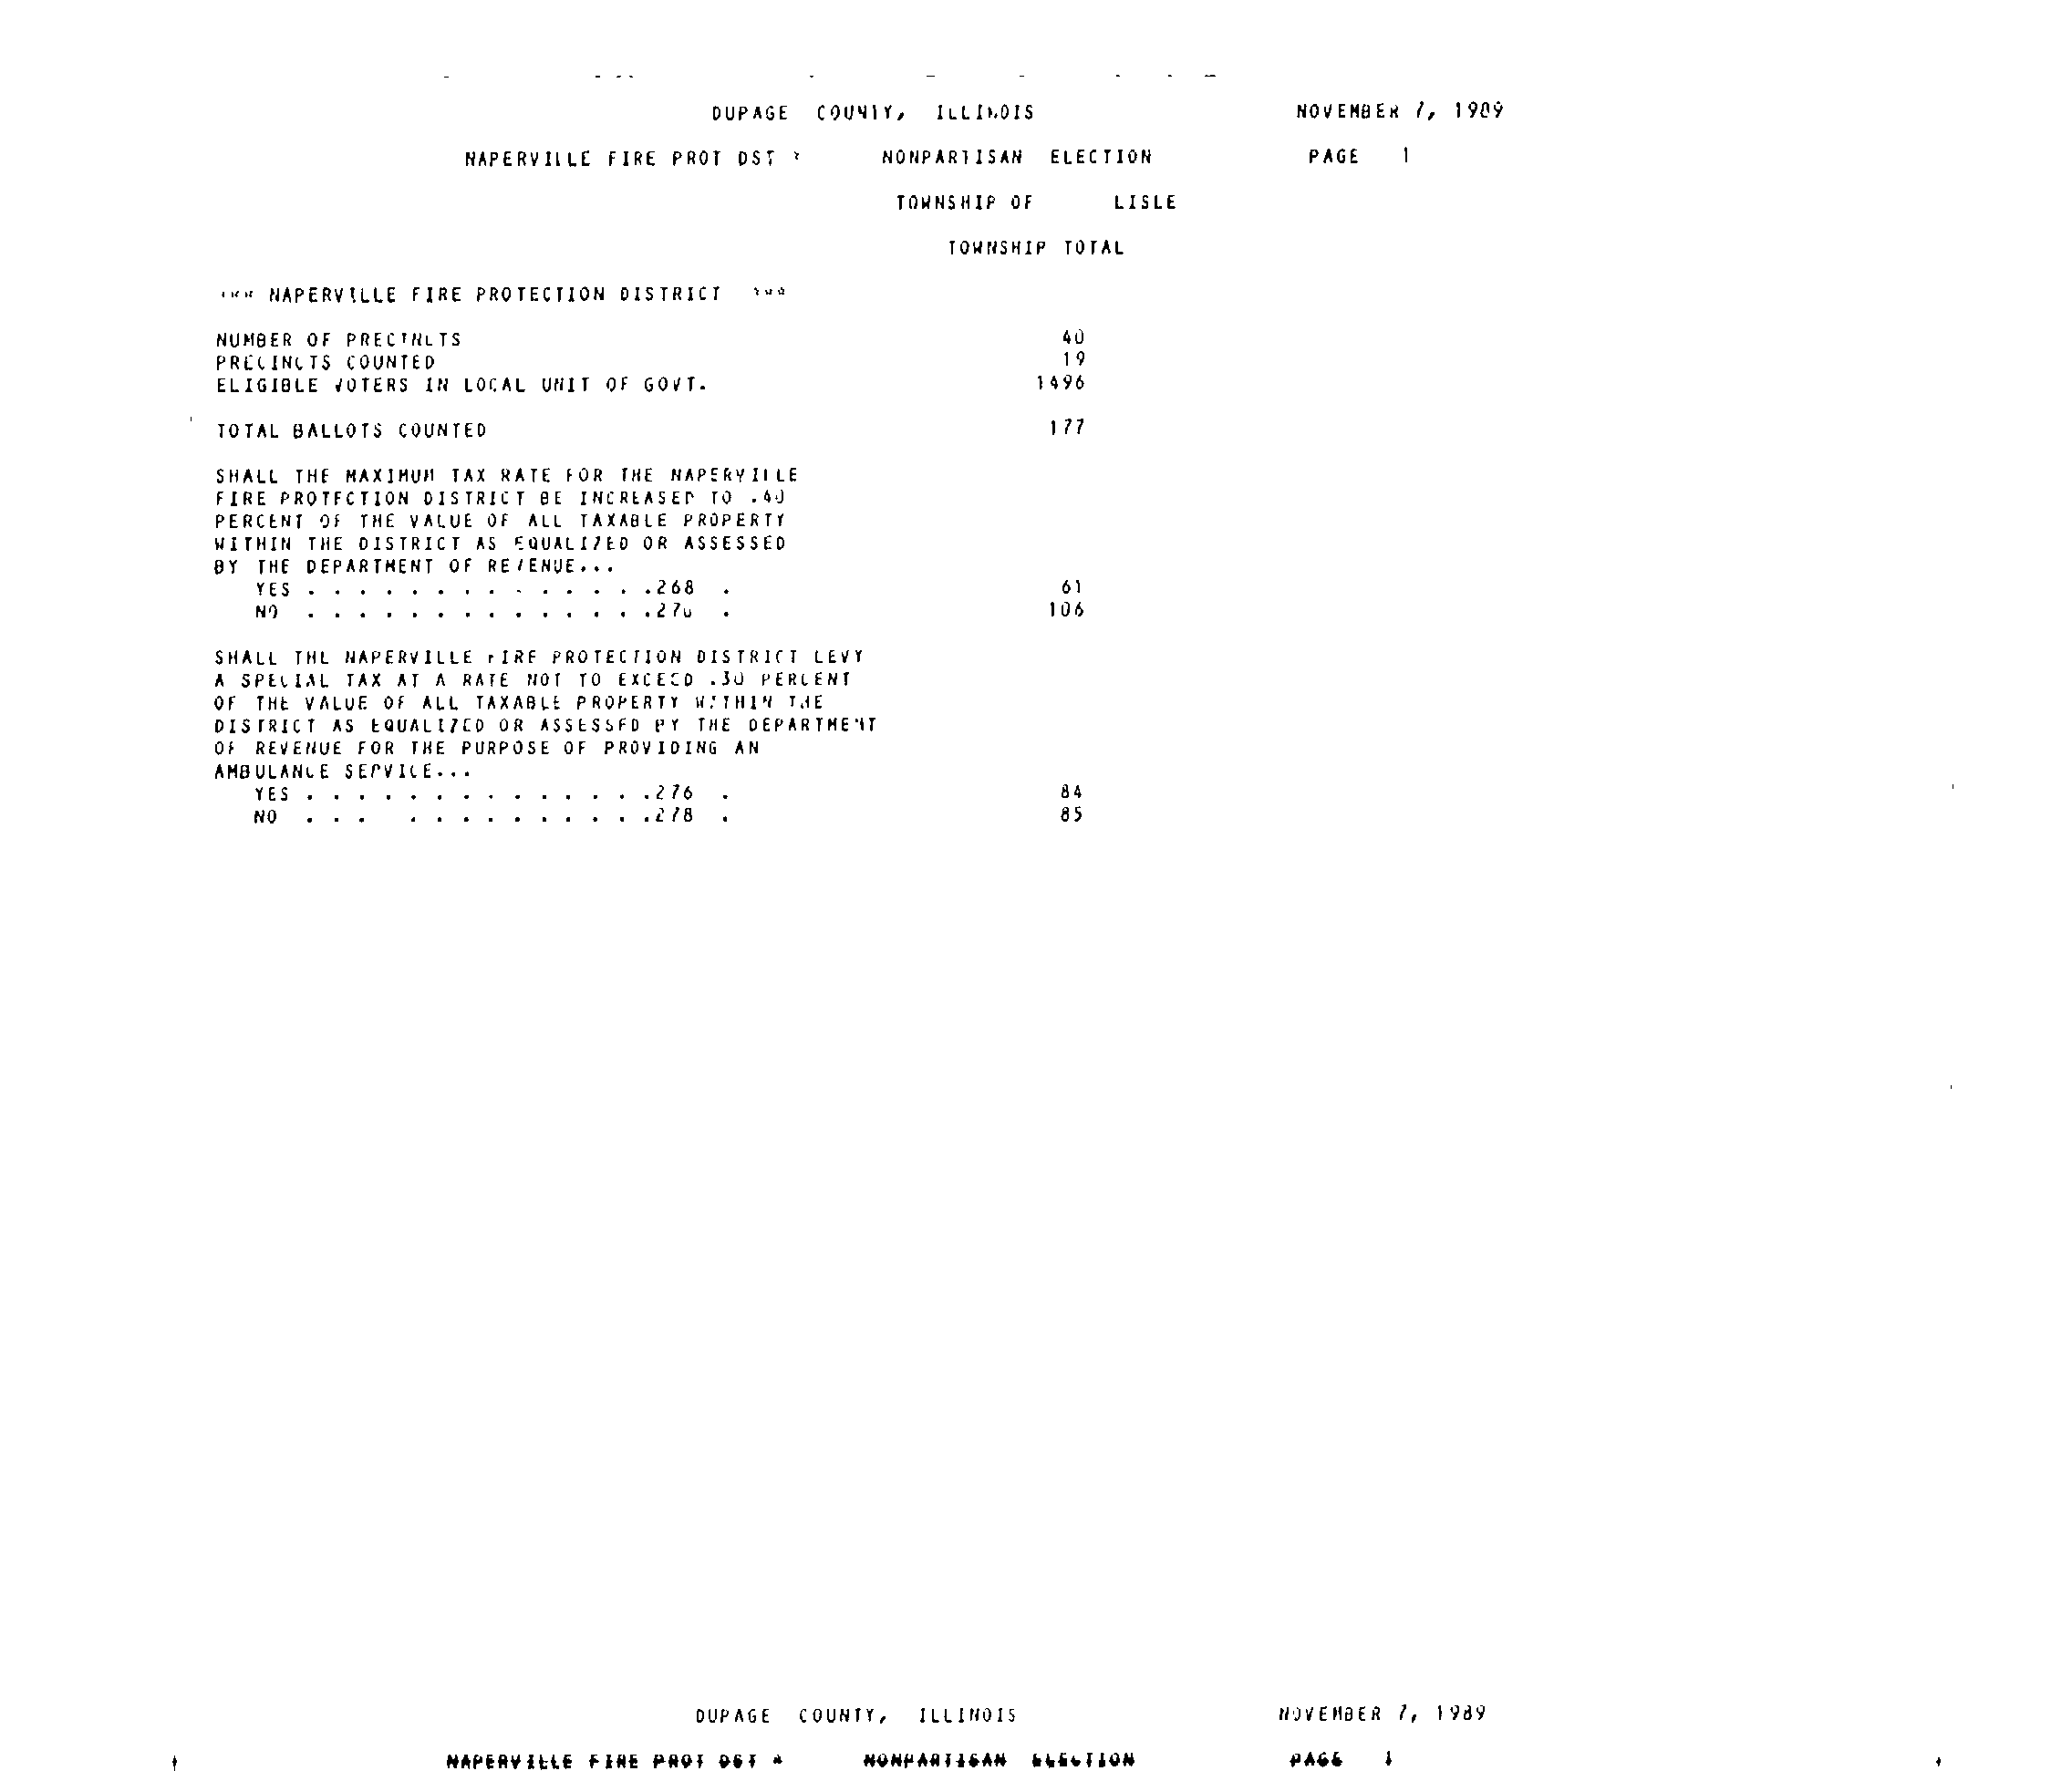 DUPAGE COUNTY, ILLINOIS NOVEMBER 7, 1989
NAPERVILLE FIRE PROT DST * NONPARTISAN ELECTION PAGE 1
TOWNSHIP OF LISLE
TOWNSHIP TOTAL
*** NAPERVILLE FIRE PROTECTION DISTRICT ***
NUMBER OF PRECINCTS 40
PRECINCTS COUNTED 19
ELIGIBLE VOTERS IN LOCAL UNIT OF GOVT. 1496
TOTAL BALLOTS COUNTED 177
SHALL THE MAXIMUM TAX RATE FOR THE NAPERVILLE
FIRE PROTECTION DISTRICT BE INCREASED TO .40
PERCENT OF THE VALUE OF ALL TAXABLE PROPERTY
WITHIN THE DISTRICT AS EQUALIZED OR ASSESSED
BY THE DEPARTMENT OF REVENUE...
YES . . . . . . . . . . . . . .268 . 61
NO . . . . . . . . . . . . . .270 . 106
SHALL THE NAPERVILLE FIRE PROTECTION DISTRICT LEVY
A SPECIAL TAX AT A RATE NOT TO EXCEED .30 PERCENT
OF THE VALUE OF ALL TAXABLE PROPERTY WITHIN THE
DISTRICT AS EQUALIZED OR ASSESSED BY THE DEPARTMENT
OF REVENUE FOR THE PURPOSE OF PROVIDING AN
AMBULANCE SERVICE...
YES . . . . . . . . . . . . . .276 . 84
NO . . . . . . . . . . . . .278 . 85
DUPAGE COUNTY, ILLINOIS NOVEMBER 7, 1989
NAPERVILLE FIRE PROT DST * NONPARTISAN ELECTION PAGE 1